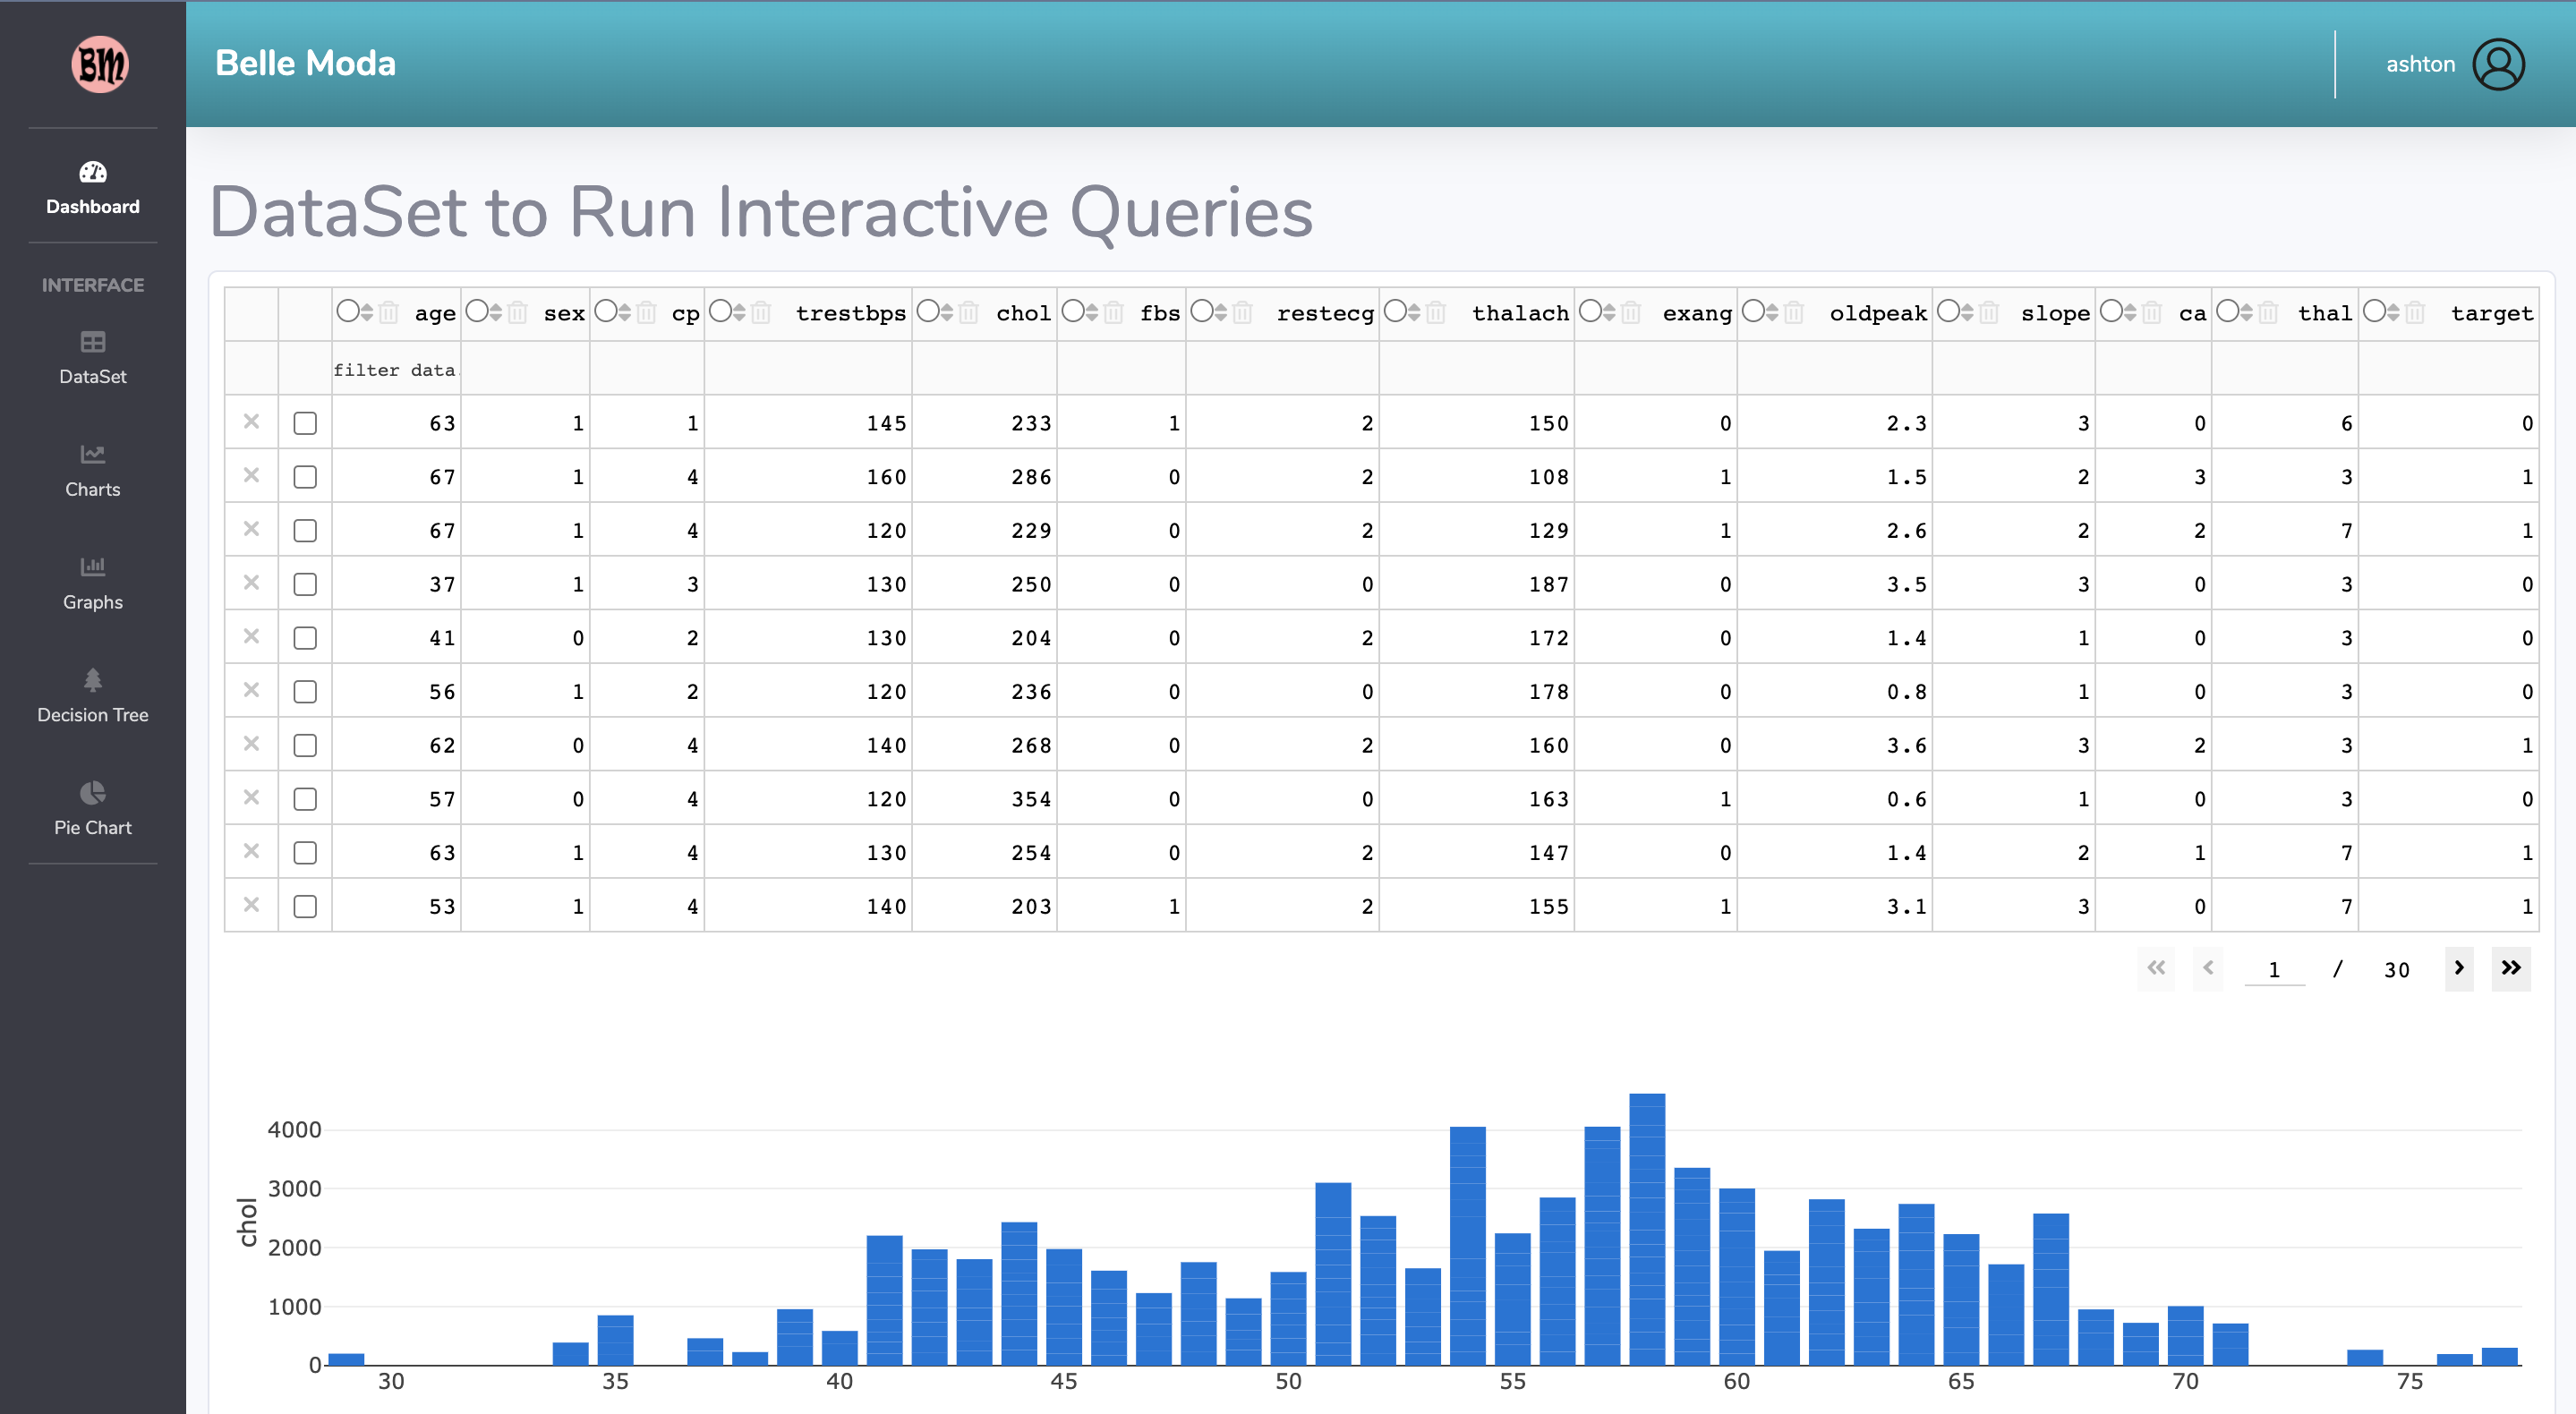 BM
Belle Moda
ashton
Dashboard
INTERFACE
DataSet
Charts
Graphs
Decision Tree
Pie Chart
DataSet to Run Interactive Queries
age sex cp trestbps chol fbs restecg thalach exang oldpeak slope ca thal target
filter data.
63 1 1 145 233 1 2 150 0 2.3 3 0 6 0
67 1 4 160 286 0 2 108 1 1.5 2 3 3 1
67 1 4 120 229 0 2 129 1 2.6 2 2 7 1
37 1 3 130 250 0 0 187 0 3.5 3 0 3 0
41 0 2 130 204 0 2 172 0 1.4 1 0 3 0
56 1 2 120 236 0 0 178 0 0.8 1 0 3 0
62 0 4 140 268 0 2 160 0 3.6 3 2 3 1
57 0 4 120 354 0 0 163 1 0.6 1 0 3 0
63 1 4 130 254 0 2 147 0 1.4 2 1 7 1
53 1 4 140 203 1 2 155 1 3.1 3 0 7 1
1 / 30
4000
3000
2000
1000
0
chol
30 35 40 45 50 55 60 65 70 75